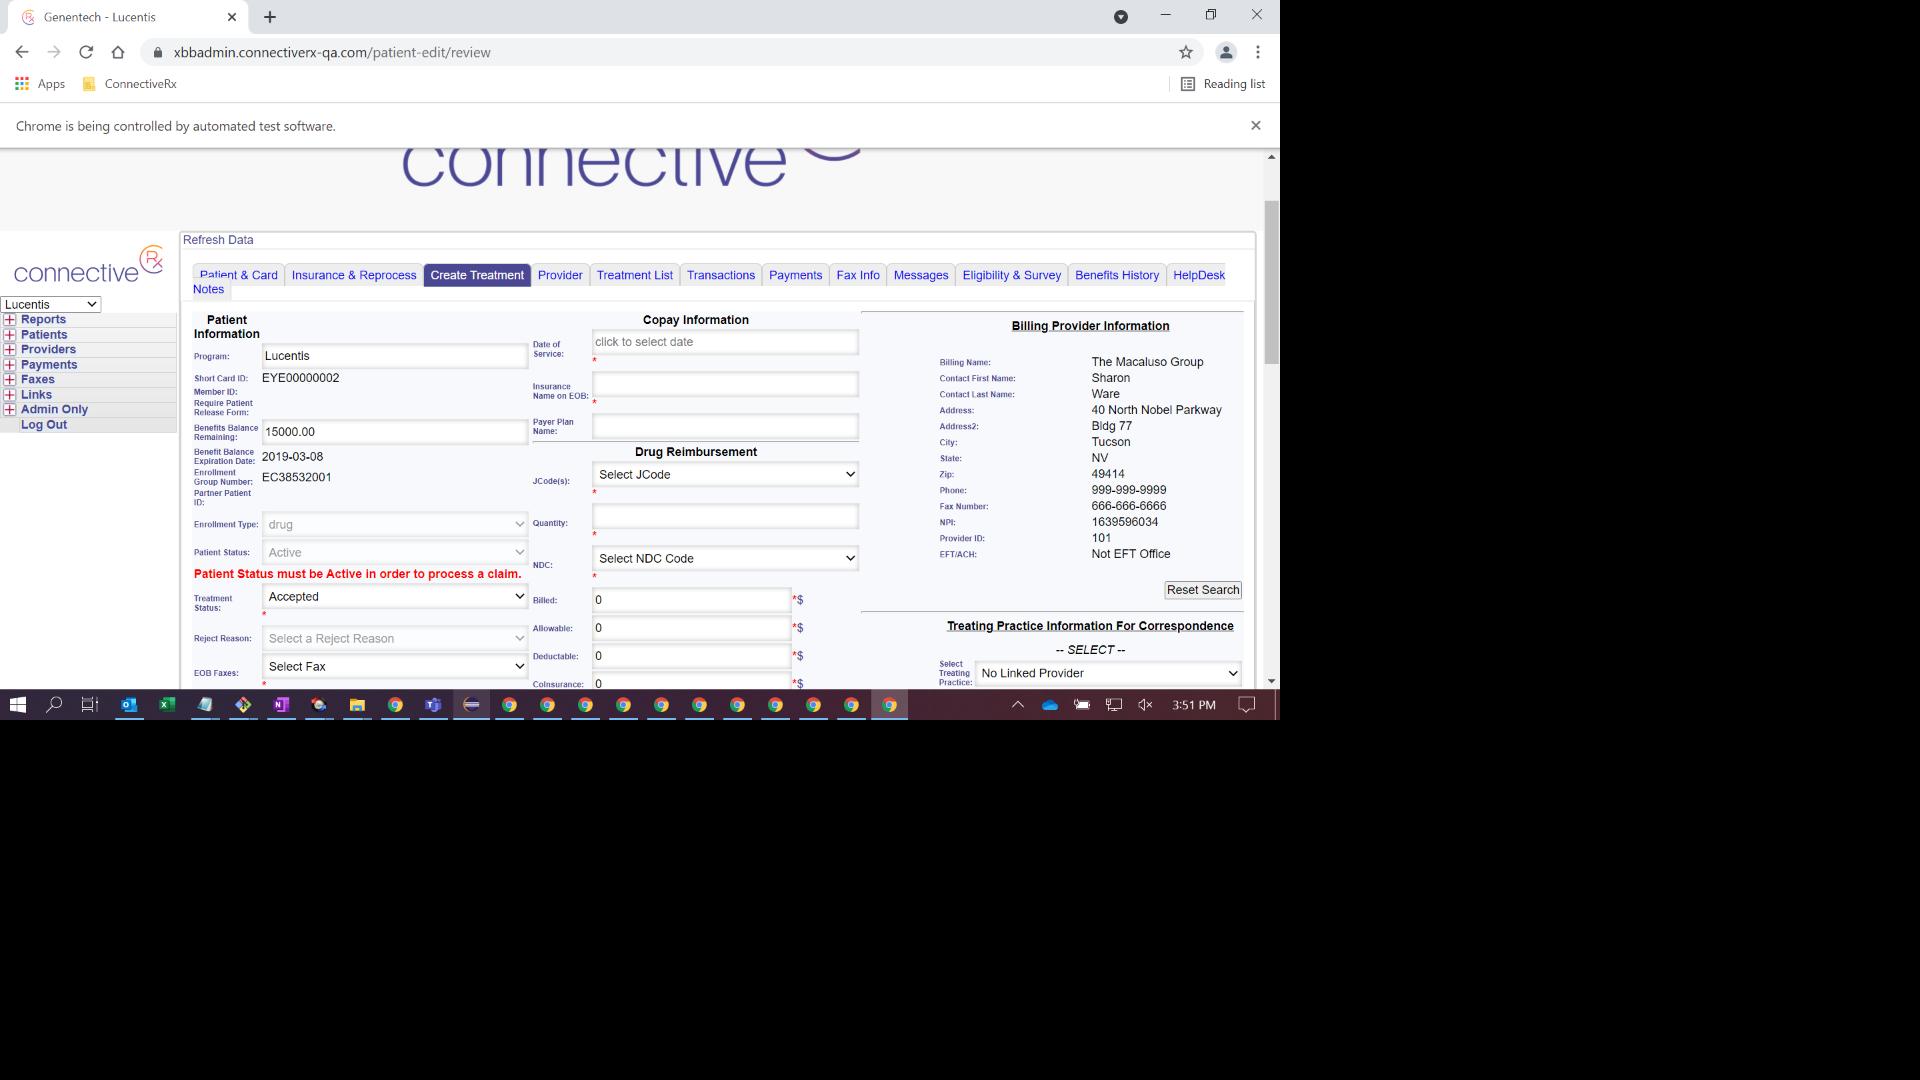 Genentech - Lucentis
xbbadmin.connectiverx-qa.com/patient-edit/review
Apps
ConnectiveRx
Reading list
Chrome is being controlled by automated test software.
connective
Refresh Data
connective Rx
Lucentis
Reports
Patients
Providers
Payments
Faxes
Links
Admin Only
Log Out
Patient & Card
Insurance & Reprocess
Create Treatment
Provider
Treatment List
Transactions
Payments
Fax Info
Messages
Eligibility & Survey
Benefits History
HelpDesk
Notes
Patient
Information
Program: Lucentis
Short Card ID: EYE00000002
Member ID:
Require Patient
Release Form:
Benefits Balance
Remaining: 15000.00
Benefit Balance
Expiration Date: 2019-03-08
Enrollment
Group Number: EC38532001
Partner Patient
ID:
Enrollment Type: drug
Patient Status: Active
Patient Status must be Active in order to process a claim.
Treatment
Status: Accepted
*
Reject Reason: Select a Reject Reason
EOB Faxes: Select Fax
*
Copay Information
Date of
Service: click to select date
*
Insurance
Name on EOB:
*
Payer Plan
Name:
Drug Reimbursement
JCode(s): Select JCode
*
Quantity:
*
NDC: Select NDC Code
*
Billed: 0 *$
Allowable: 0 *$
Deductable: 0 *$
CoInsurance: 0 *$
Billing Provider Information
Billing Name: The Macaluso Group
Contact First Name: Sharon
Contact Last Name: Ware
Address: 40 North Nobel Parkway
Address2: Bldg 77
City: Tucson
State: NV
Zip: 49414
Phone: 999-999-9999
Fax Number: 666-666-6666
NPI: 1639596034
Provider ID: 101
EFT/ACH: Not EFT Office
Reset Search
Treating Practice Information For Correspondence
-- SELECT --
Select
Treating
Practice: No Linked Provider
3:51 PM